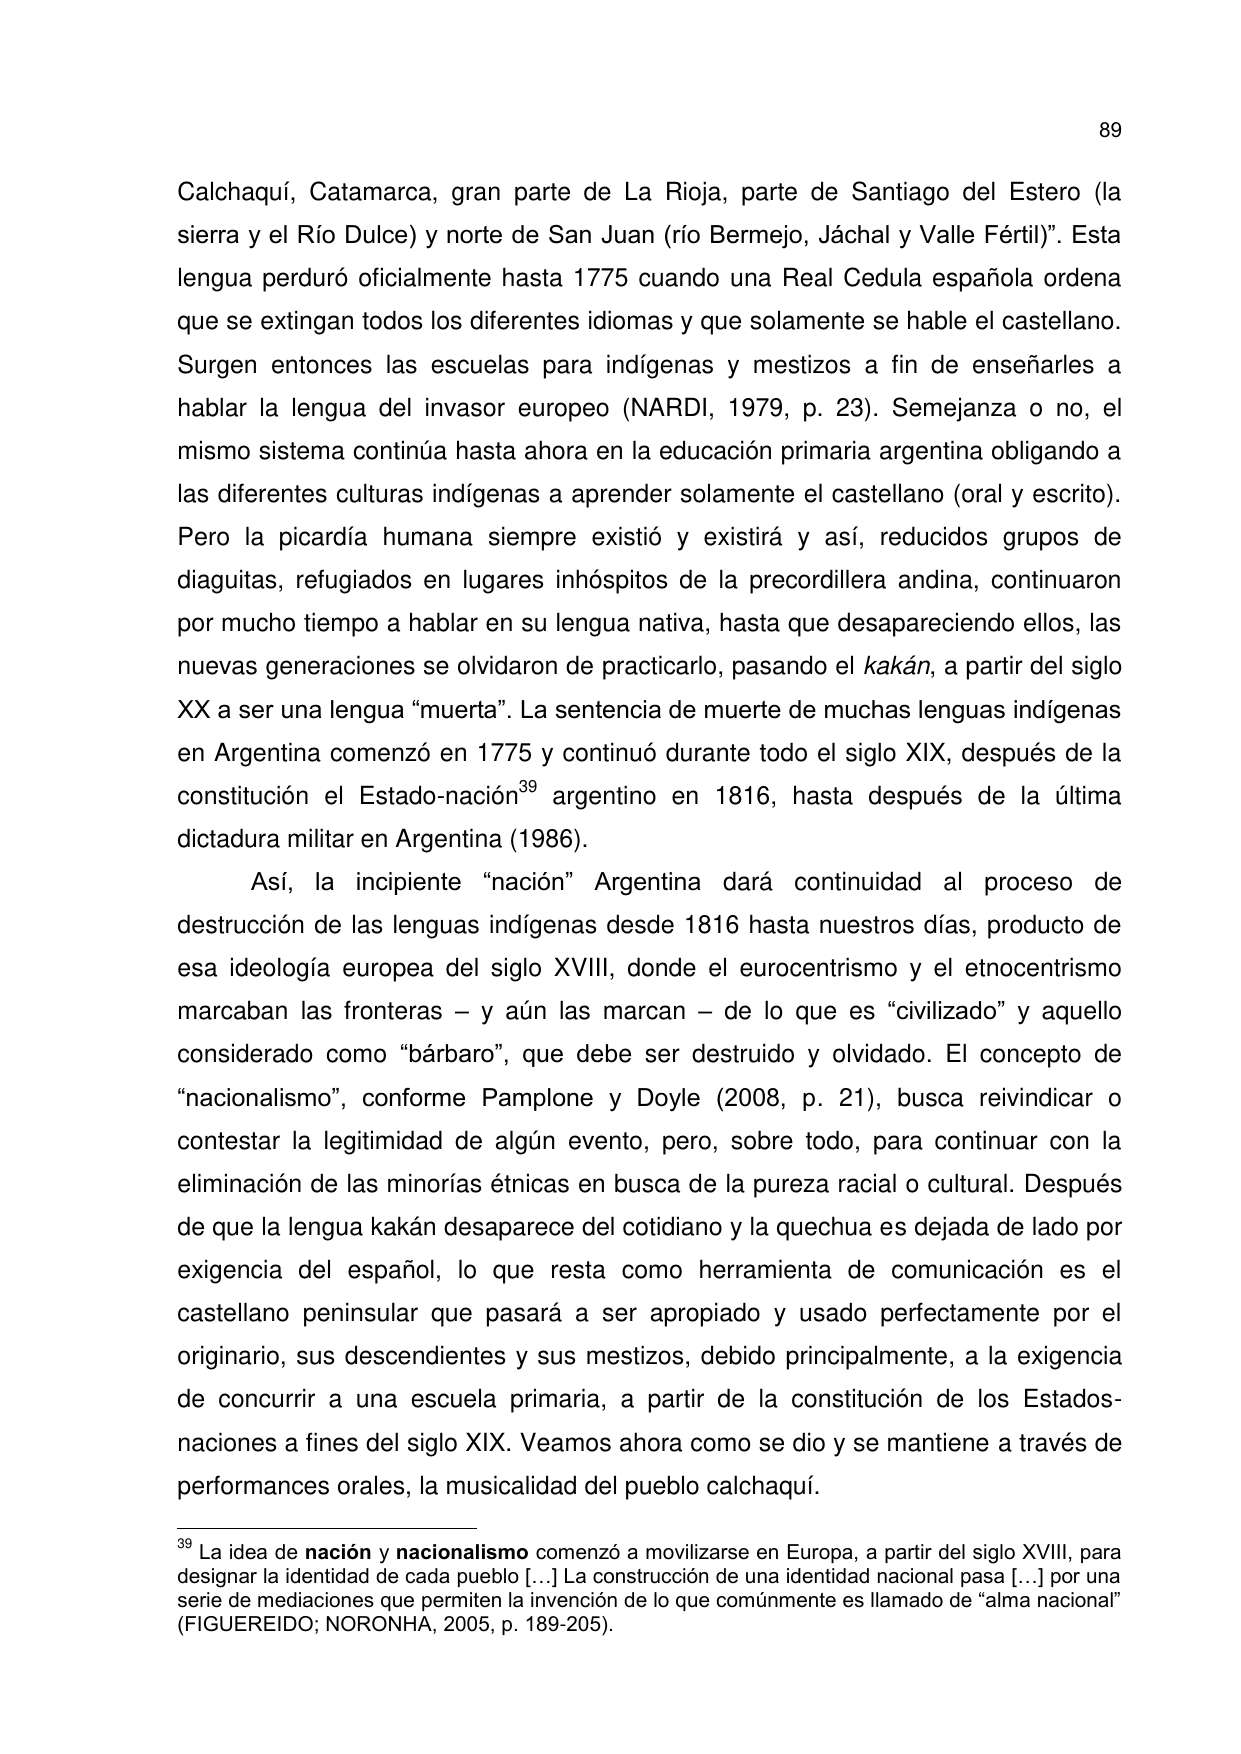 89
Calchaquí, Catamarca, gran parte de La Rioja, parte de Santiago del Estero (la
sierra y el Río Dulce) y norte de San Juan (río Bermejo, Jáchal y Valle Fértil)”. Esta
lengua perduró oficialmente hasta 1775 cuando una Real Cedula española ordena
que se extingan todos los diferentes idiomas y que solamente se hable el castellano.
Surgen entonces las escuelas para indígenas y mestizos a fin de enseñarles a
hablar la lengua del invasor europeo (NARDI, 1979, p. 23). Semejanza o no, el
mismo sistema continúa hasta ahora en la educación primaria argentina obligando a
las diferentes culturas indígenas a aprender solamente el castellano (oral y escrito).
Pero la picardía humana siempre existió y existirá y así, reducidos grupos de
diaguitas, refugiados en lugares inhóspitos de la precordillera andina, continuaron
por mucho tiempo a hablar en su lengua nativa, hasta que desapareciendo ellos, las
nuevas generaciones se olvidaron de practicarlo, pasando el kakán, a partir del siglo
XX a ser una lengua “muerta”. La sentencia de muerte de muchas lenguas indígenas
en Argentina comenzó en 1775 y continuó durante todo el siglo XIX, después de la
constitución el Estado-nación39 argentino en 1816, hasta después de la última
dictadura militar en Argentina (1986).
Así, la incipiente “nación” Argentina dará continuidad al proceso de
destrucción de las lenguas indígenas desde 1816 hasta nuestros días, producto de
esa ideología europea del siglo XVIII, donde el eurocentrismo y el etnocentrismo
marcaban las fronteras – y aún las marcan – de lo que es “civilizado” y aquello
considerado como “bárbaro”, que debe ser destruido y olvidado. El concepto de
“nacionalismo”, conforme Pamplone y Doyle (2008, p. 21), busca reivindicar o
contestar la legitimidad de algún evento, pero, sobre todo, para continuar con la
eliminación de las minorías étnicas en busca de la pureza racial o cultural. Después
de que la lengua kakán desaparece del cotidiano y la quechua es dejada de lado por
exigencia del español, lo que resta como herramienta de comunicación es el
castellano peninsular que pasará a ser apropiado y usado perfectamente por el
originario, sus descendientes y sus mestizos, debido principalmente, a la exigencia
de concurrir a una escuela primaria, a partir de la constitución de los Estados-
naciones a fines del siglo XIX. Veamos ahora como se dio y se mantiene a través de
performances orales, la musicalidad del pueblo calchaquí.
39 La idea de nación y nacionalismo comenzó a movilizarse en Europa, a partir del siglo XVIII, para
designar la identidad de cada pueblo […] La construcción de una identidad nacional pasa […] por una
serie de mediaciones que permiten la invención de lo que comúnmente es llamado de “alma nacional”
(FIGUEREIDO; NORONHA, 2005, p. 189-205).